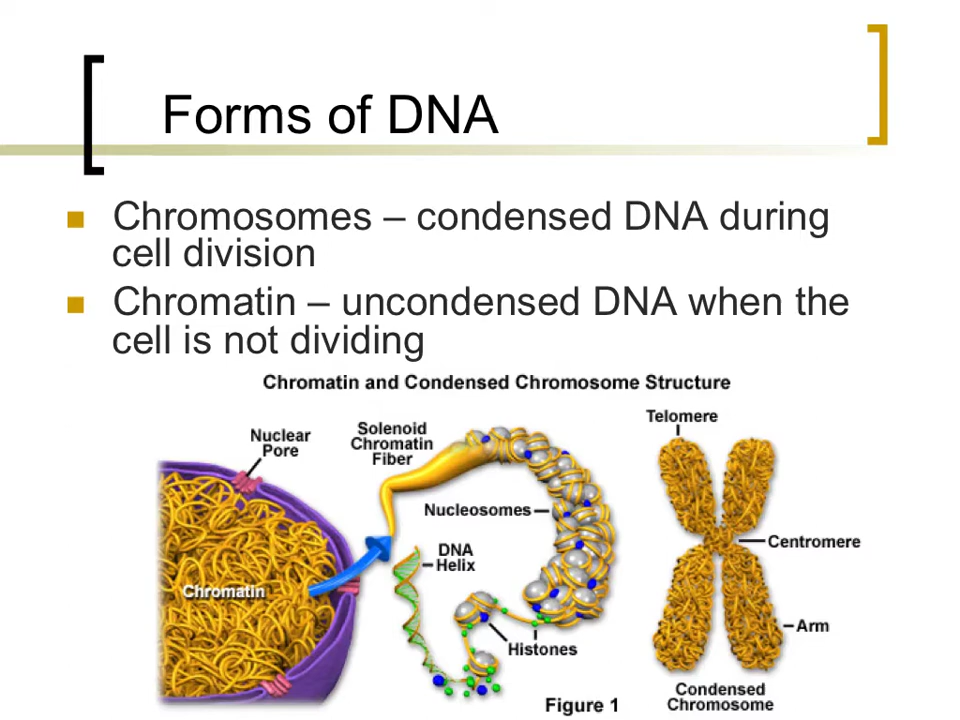 Forms of DNA
Chromosomes – condensed DNA during
cell division
Chromatin – uncondensed DNA when the
cell is not dividing
Chromatin and Condensed Chromosome Structure
Nuclear
Pore
Solenoid
Chromatin
Fiber
Telomere
Nucleosomes
DNA
Helix
Centromere
Chromatin
Histones
Arm
Condensed
Chromosome
Figure 1